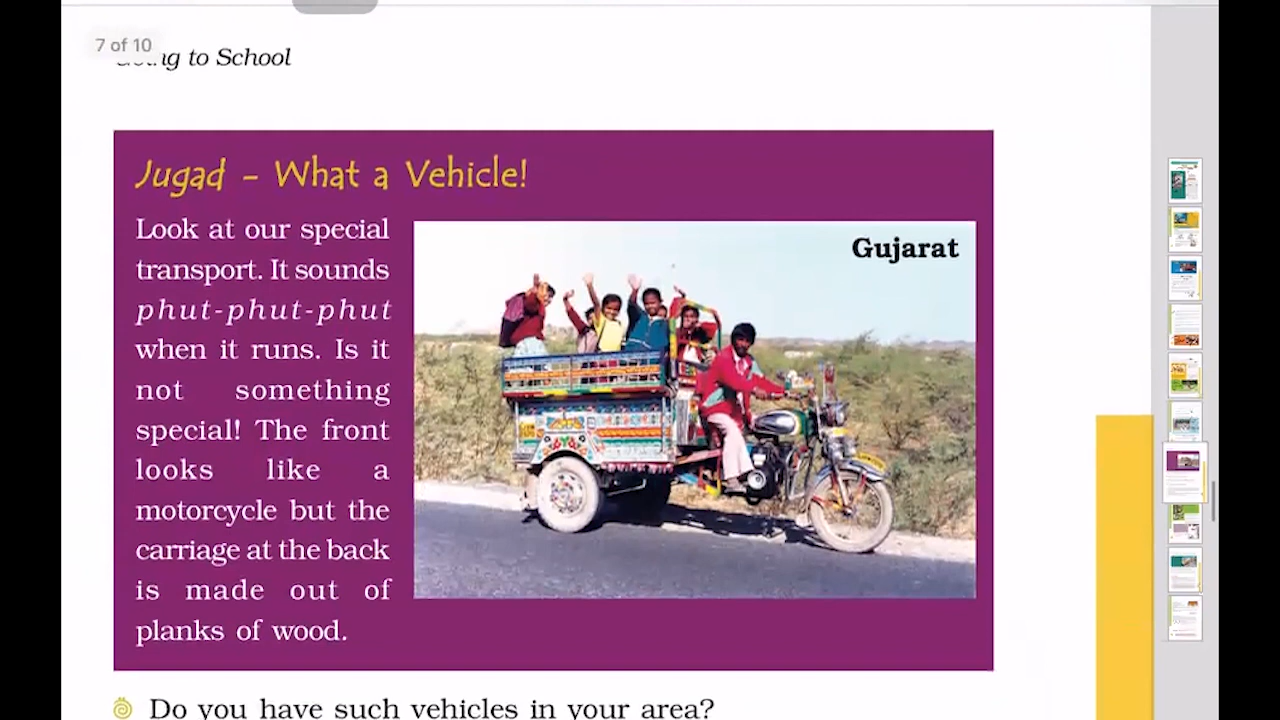 7 of 10
Going to School
Jugad – What a Vehicle!
Look at our special
transport. It sounds
phut-phut-phut
when it runs. Is it
not something
special! The front
looks like a
motorcycle but the
carriage at the back
is made out of
planks of wood.
Gujarat
Do you have such vehicles in your area?